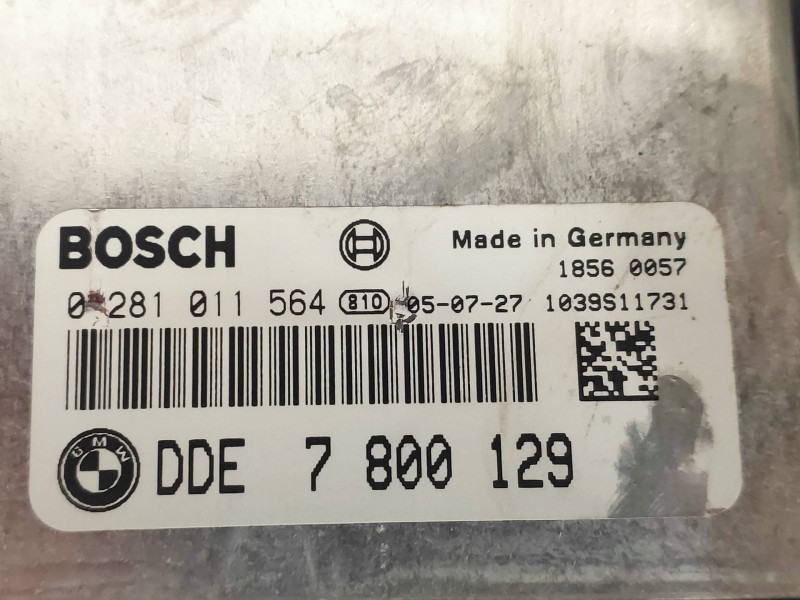 BOSCH
Made in Germany
1856 0057
0 281 011 564 810 05-07-27 1039S11731
BMW DDE 7 800 129